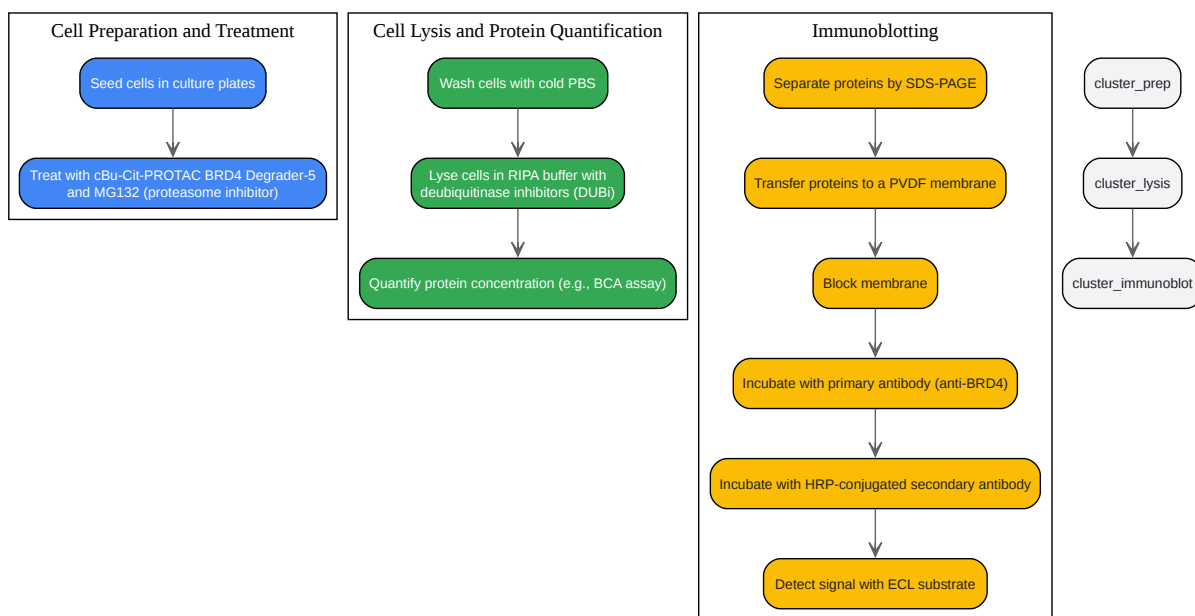 Cell Preparation and Treatment
Seed cells in culture plates
Treat with cBu-Cit-PROTAC BRD4 Degrader-5
and MG132 (proteasome inhibitor)
Cell Lysis and Protein Quantification
Wash cells with cold PBS
Lyse cells in RIPA buffer with
deubiquitinase inhibitors (DUBi)
Quantify protein concentration (e.g., BCA assay)
Immunoblotting
Separate proteins by SDS-PAGE
Transfer proteins to a PVDF membrane
Block membrane
Incubate with primary antibody (anti-BRD4)
Incubate with HRP-conjugated secondary antibody
Detect signal with ECL substrate
cluster_prep
cluster_lysis
cluster_immunoblot